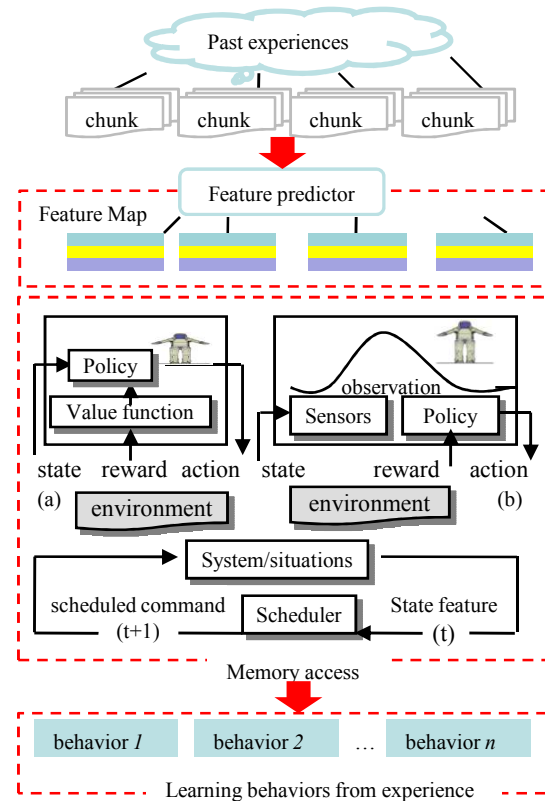 Past experiences
chunk chunk chunk chunk
Feature predictor
Feature Map
Policy
observation
Value function
Sensors Policy
state reward action
state reward action
(a)
(b)
environment
environment
System/situations
scheduled command
(t+1)
Scheduler
State feature
(t)
Memory access
behavior 1 behavior 2 ... behavior n
Learning behaviors from experience